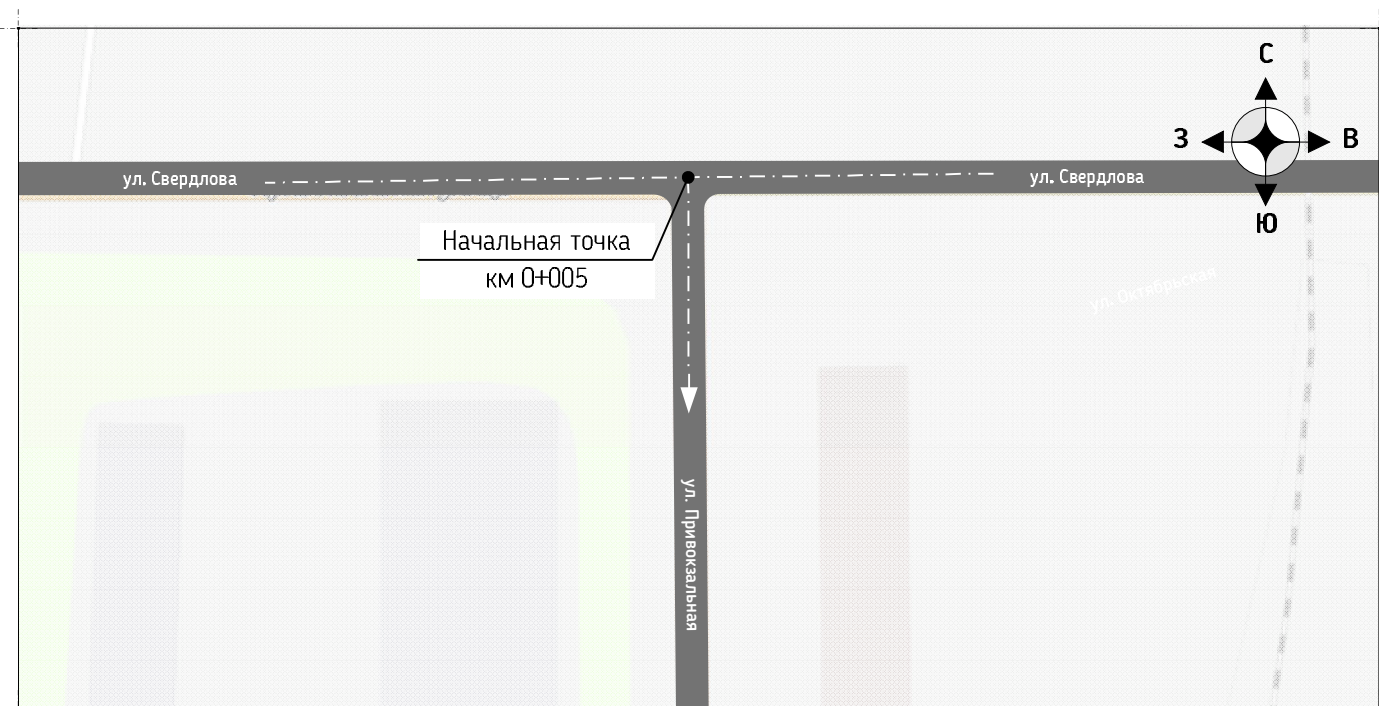 С
З
В
Ю
ул. Свердлова
ул. Свердлова
Начальная точка
км 0+005
ул. Октябрьская
ул. Привокзальная